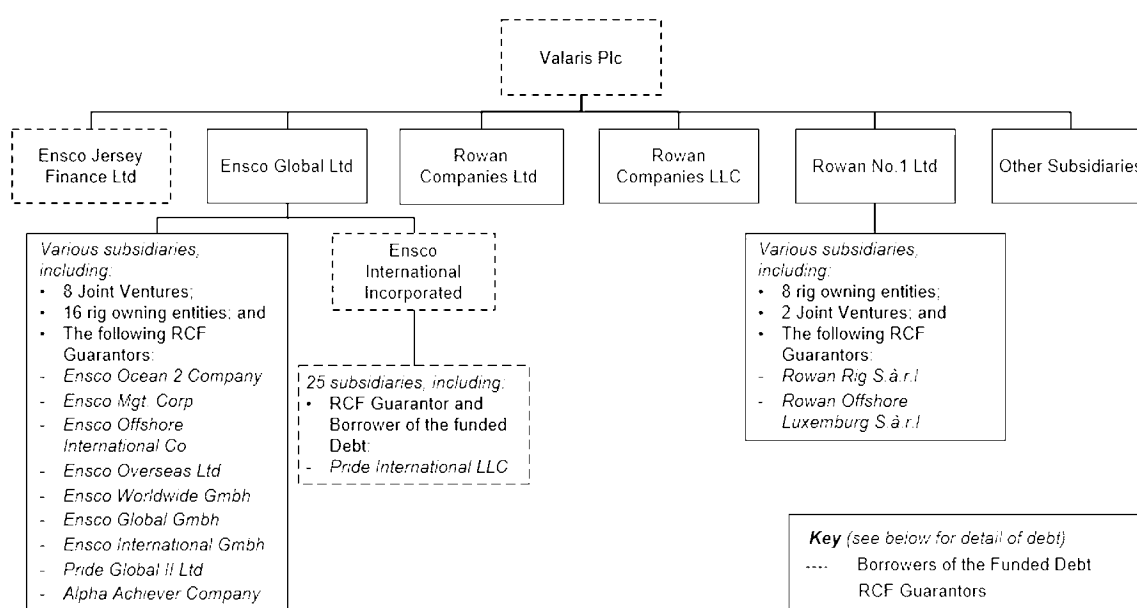 Valaris Plc
Ensco Jersey
Finance Ltd
Ensco Global Ltd
Rowan
Companies Ltd
Rowan
Companies LLC
Rowan No.1 Ltd
Other Subsidiaries
Various subsidiaries,
including:
• 8 Joint Ventures;
• 16 rig owning entities; and
• The following RCF
Guarantors:
- Ensco Ocean 2 Company
- Ensco Mgt. Corp
- Ensco Offshore
International Co
- Ensco Overseas Ltd
- Ensco Worldwide Gmbh
- Ensco Global Gmbh
- Ensco International Gmbh
- Pride Global II Ltd
- Alpha Achiever Company
Ensco
International
Incorporated
25 subsidiaries, including:
• RCF Guarantor and
Borrower of the funded
Debt:
- Pride International LLC
Various subsidiaries,
including:
• 8 rig owning entities;
• 2 Joint Ventures; and
• The following RCF
Guarantors:
- Rowan Rig S.à.r.l
- Rowan Offshore
Luxemburg S.à.r.l
Key (see below for detail of debt)
---- Borrowers of the Funded Debt
RCF Guarantors